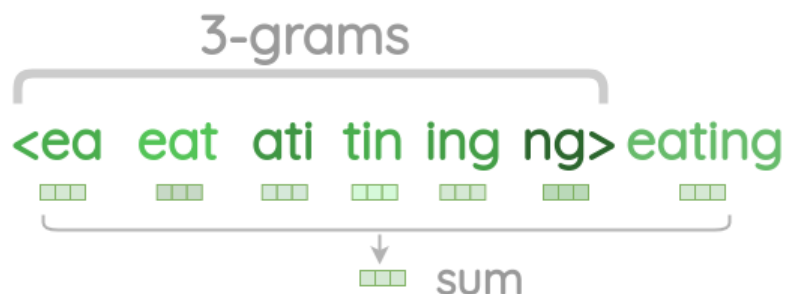 3-grams
<ea eat ati tin ing ng> eating
sum